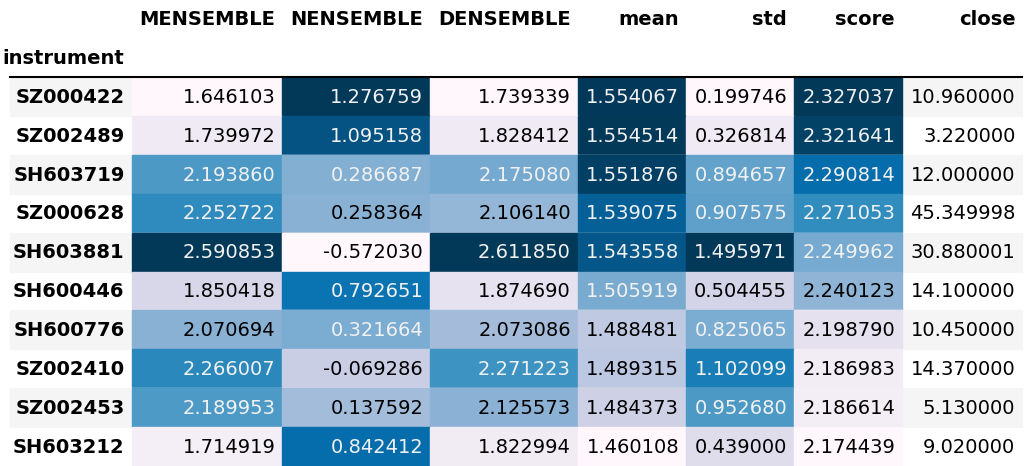 MENSEMBLE NENSEMBLE DENSEMBLE mean std score close
instrument
SZ000422 1.646103 1.276759 1.739339 1.554067 0.199746 2.327037 10.960000
SZ002489 1.739972 1.095158 1.828412 1.554514 0.326814 2.321641 3.220000
SH603719 2.193860 0.286687 2.175080 1.551876 0.894657 2.290814 12.000000
SZ000628 2.252722 0.258364 2.106140 1.539075 0.907575 2.271053 45.349998
SH603881 2.590853 -0.572030 2.611850 1.543558 1.495971 2.249962 30.880001
SH600446 1.850418 0.792651 1.874690 1.505919 0.504455 2.240123 14.100000
SH600776 2.070694 0.321664 2.073086 1.488481 0.825065 2.198790 10.450000
SZ002410 2.266007 -0.069286 2.271223 1.489315 1.102099 2.186983 14.370000
SZ002453 2.189953 0.137592 2.125573 1.484373 0.952680 2.186614 5.130000
SH603212 1.714919 0.842412 1.822994 1.460108 0.439000 2.174439 9.020000